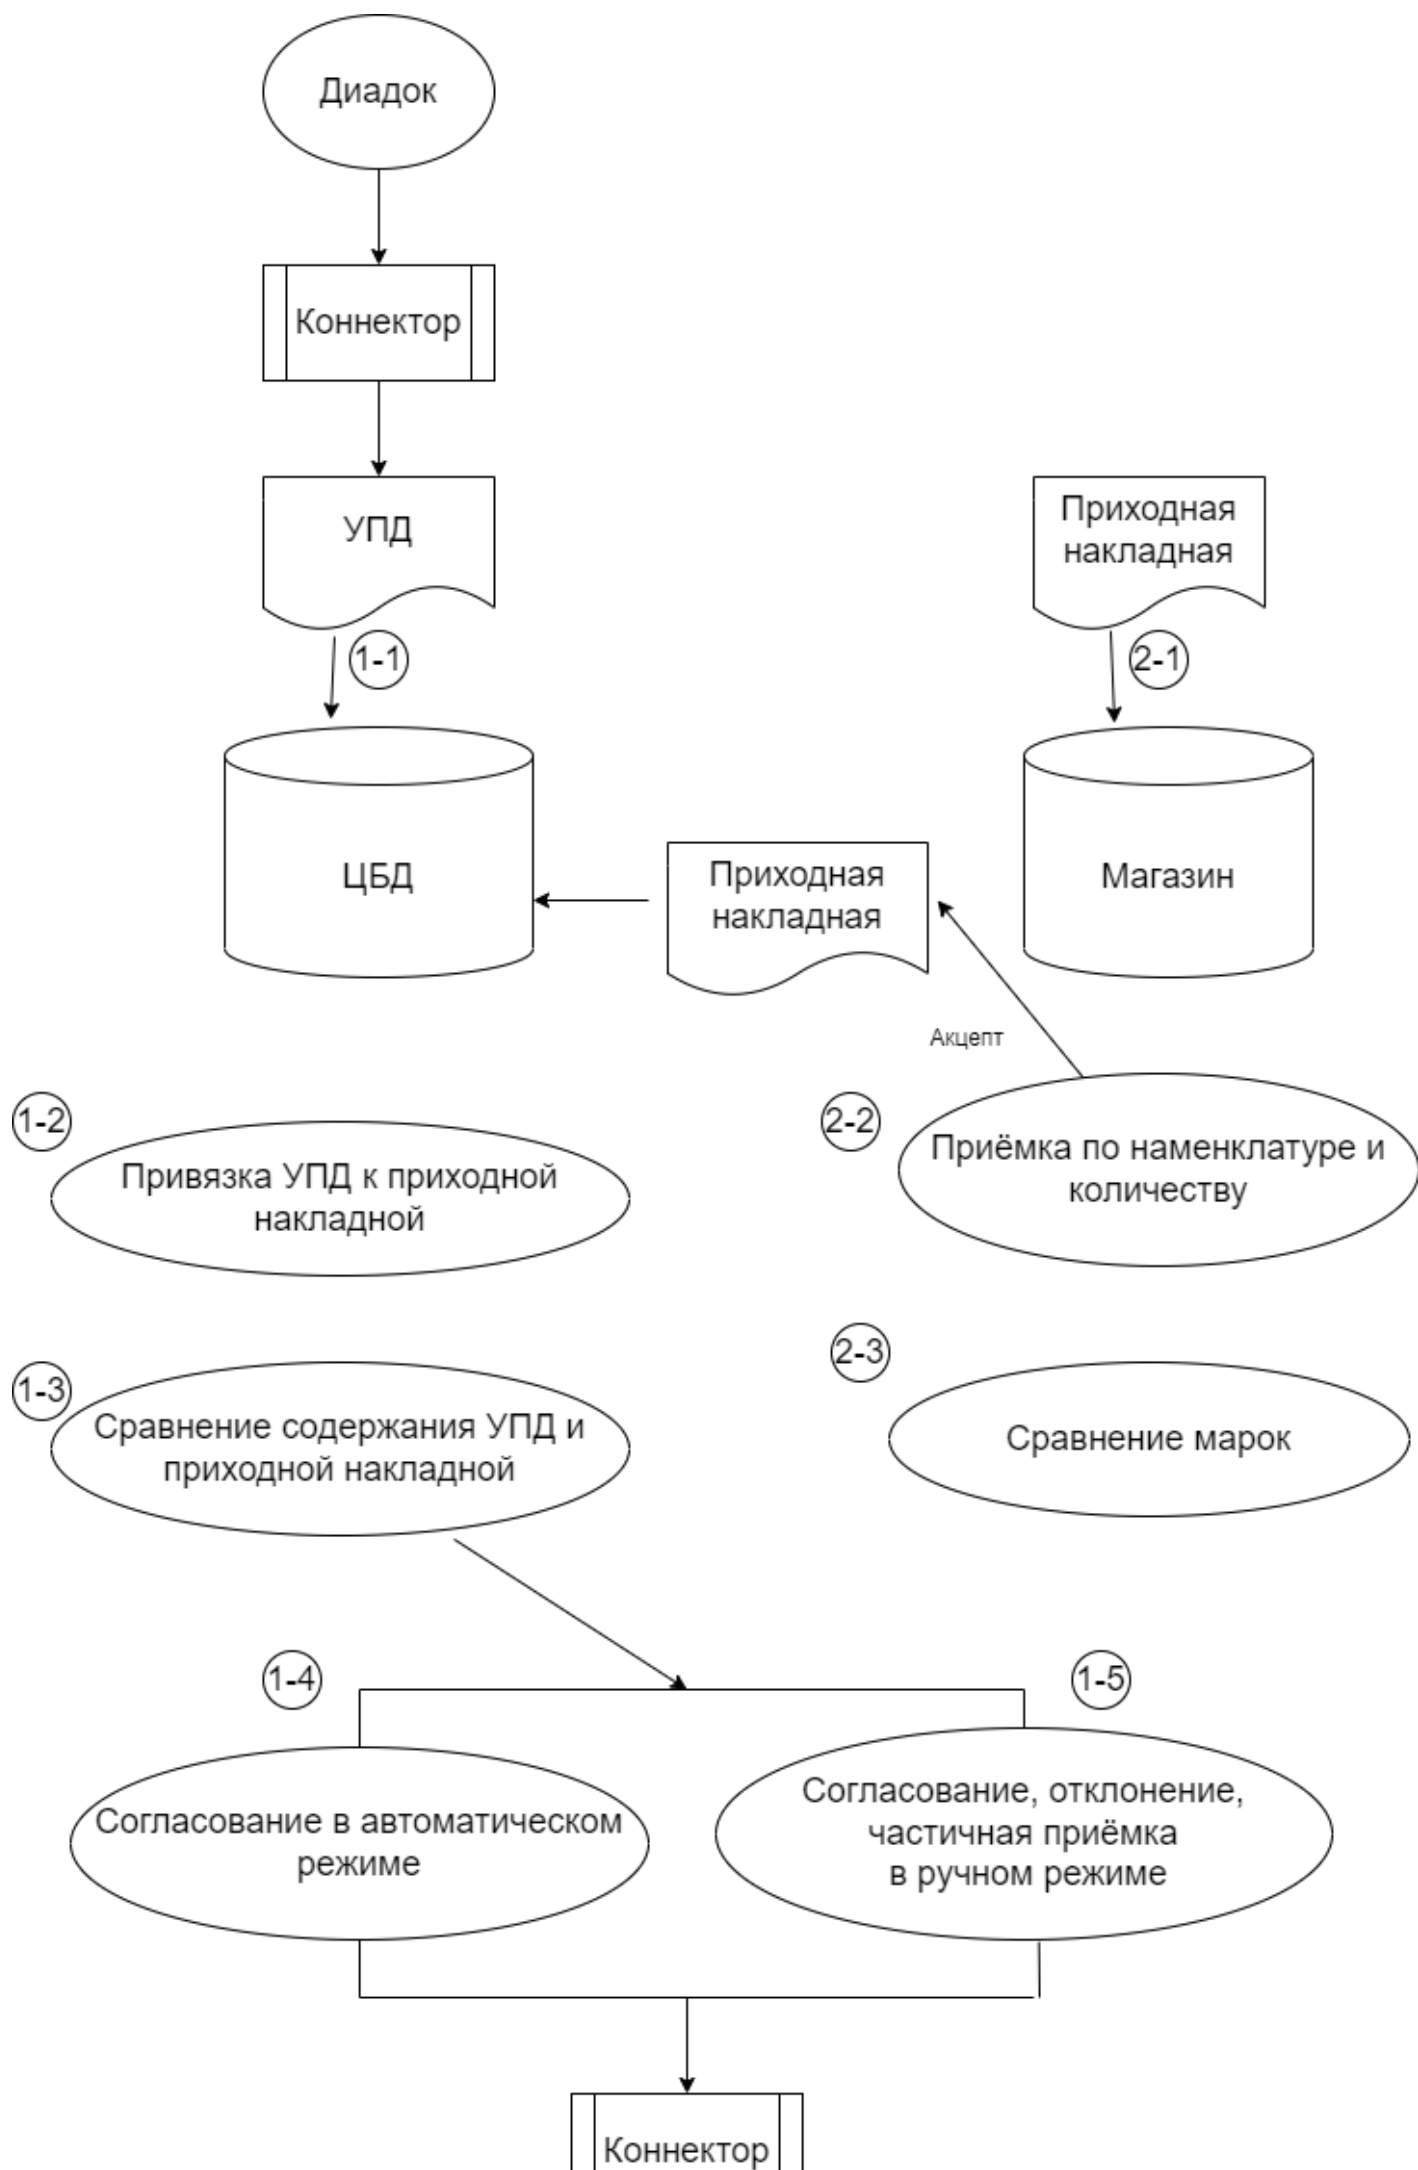 Диадок
Коннектор
УПД
Приходная
накладная
1-1
2-1
ЦБД
Приходная
накладная
Магазин
Акцепт
1-2
Привязка УПД к приходной
накладной
2-2
Приёмка по наменклатуре и
количеству
1-3
Сравнение содержания УПД и
приходной накладной
2-3
Сравнение марок
1-4
1-5
Согласование в автоматическом
режиме
Согласование, отклонение,
частичная приёмка
в ручном режиме
Коннектор